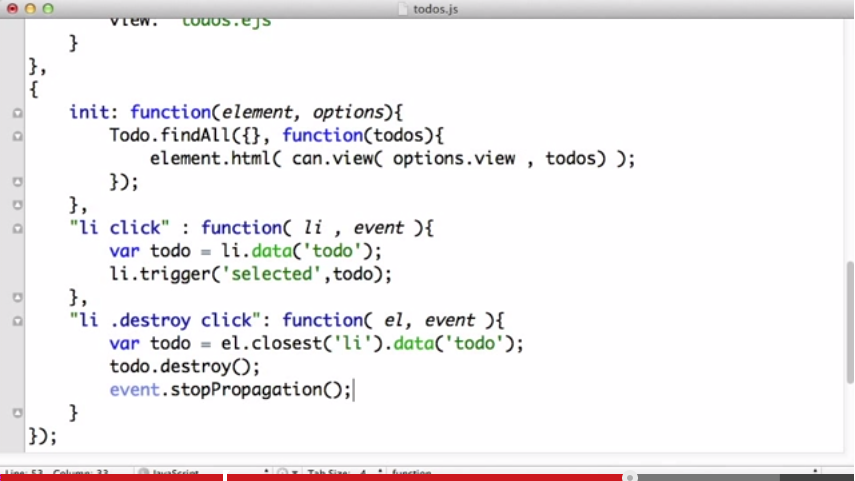 todos.js
view: "todos.ejs"
}
},
{
init: function(element, options){
Todo.findAll({}, function(todos){
element.html( can.view( options.view , todos) );
});
},
"li click" : function( li , event ){
var todo = li.data('todo');
li.trigger('selected',todo);
},
"li .destroy click": function( el, event ){
var todo = el.closest('li').data('todo');
todo.destroy();
event.stopPropagation();
}
});
Line: 53 Column: 33 JavaScript Tab Size: 4 function